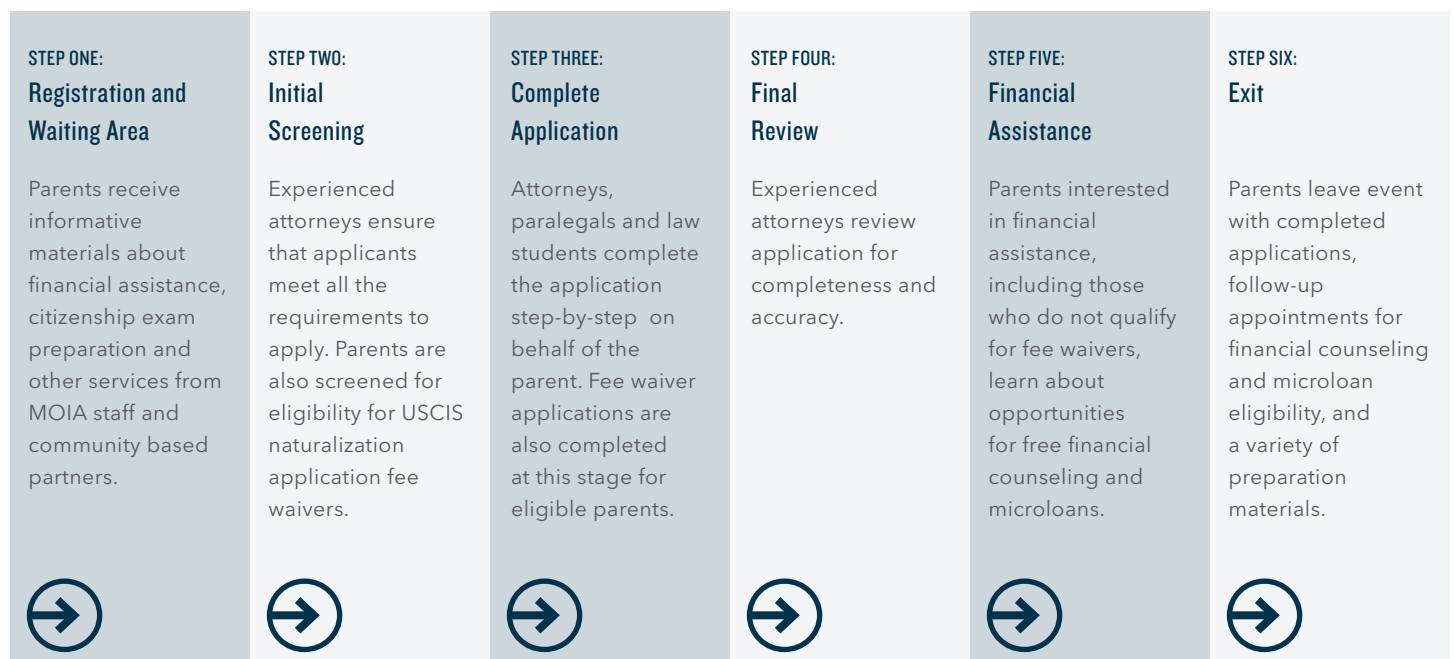 STEP ONE:
Registration and
Waiting Area
Parents receive
informative
materials about
financial assistance,
citizenship exam
preparation and
other services from
MOIA staff and
community based
partners.
STEP TWO:
Initial
Screening
Experienced
attorneys ensure
that applicants
meet all the
requirements to
apply. Parents are
also screened for
eligibility for USCIS
naturalization
application fee
waivers.
STEP THREE:
Complete
Application
Attorneys,
paralegals and law
students complete
the application
step-by-step  on
behalf of the
parent. Fee waiver
applications are
also completed
at this stage for
eligible parents.
STEP FOUR:
Final
Review
Experienced
attorneys review
application for
completeness and
accuracy.
STEP FIVE:
Financial
Assistance
Parents interested
in financial
assistance,
including those
who do not qualify
for fee waivers,
learn about
opportunities
for free financial
counseling and
microloans.
STEP SIX:
Exit
Parents leave event
with completed
applications,
follow-up
appointments for
financial counseling
and microloan
eligibility, and
a variety of
preparation
materials.